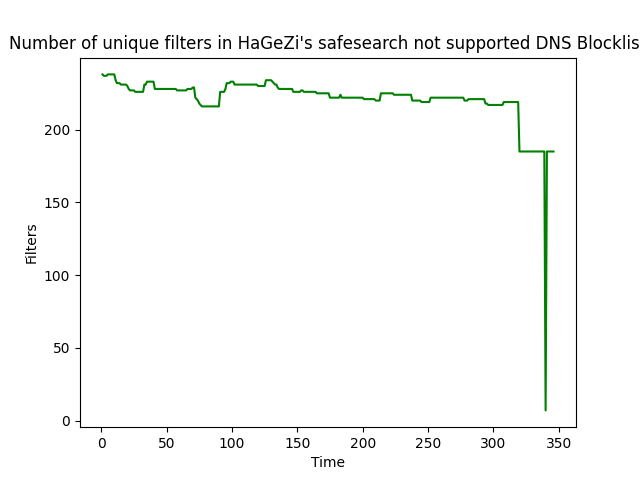 Number of unique filters in HaGeZi's safesearch not supported DNS Blocklis
Filters
200
150
100
50
0
0 50 100 150 200 250 300 350
Time